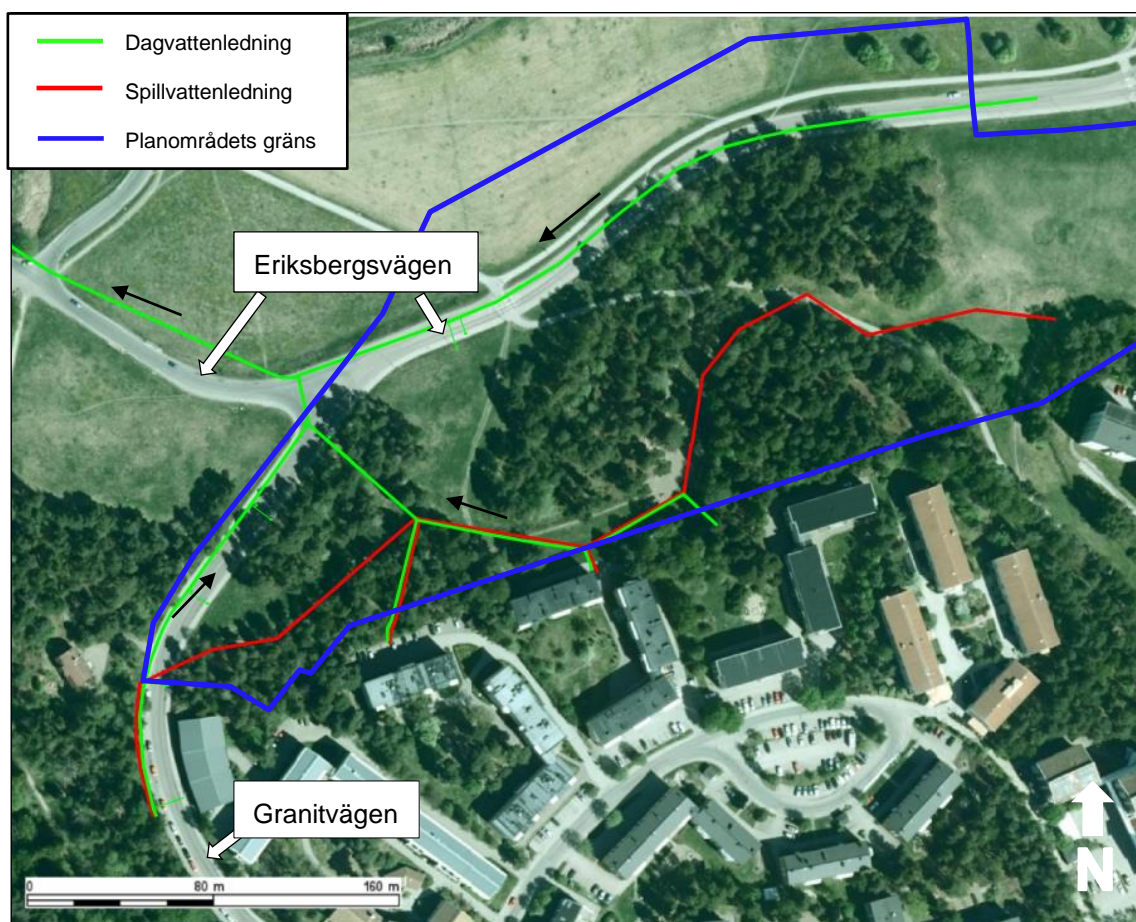 Dagvattenledning
Spillvattenledning
Planområdets gräns
Eriksbergsvägen
Granitvägen
0 80 m 160 m
N